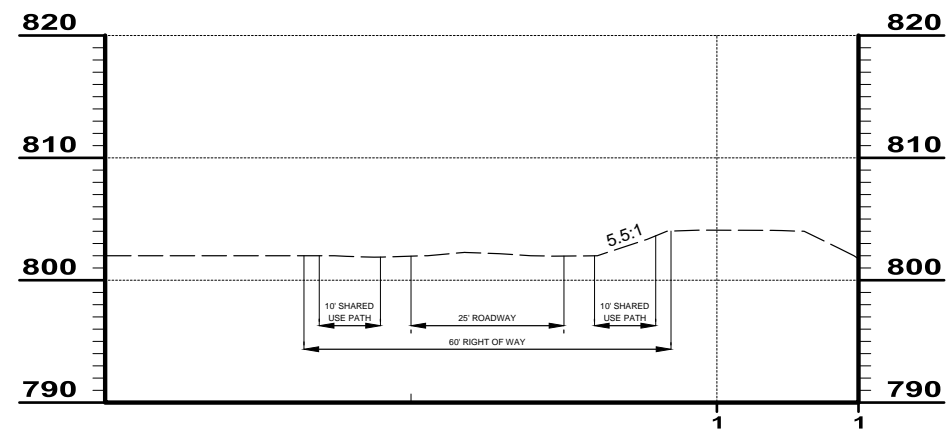 820 820
810 810
5.5:1
800 800
10' SHARED
USE PATH
25' ROADWAY
10' SHARED
USE PATH
60' RIGHT OF WAY
790 790
1 1